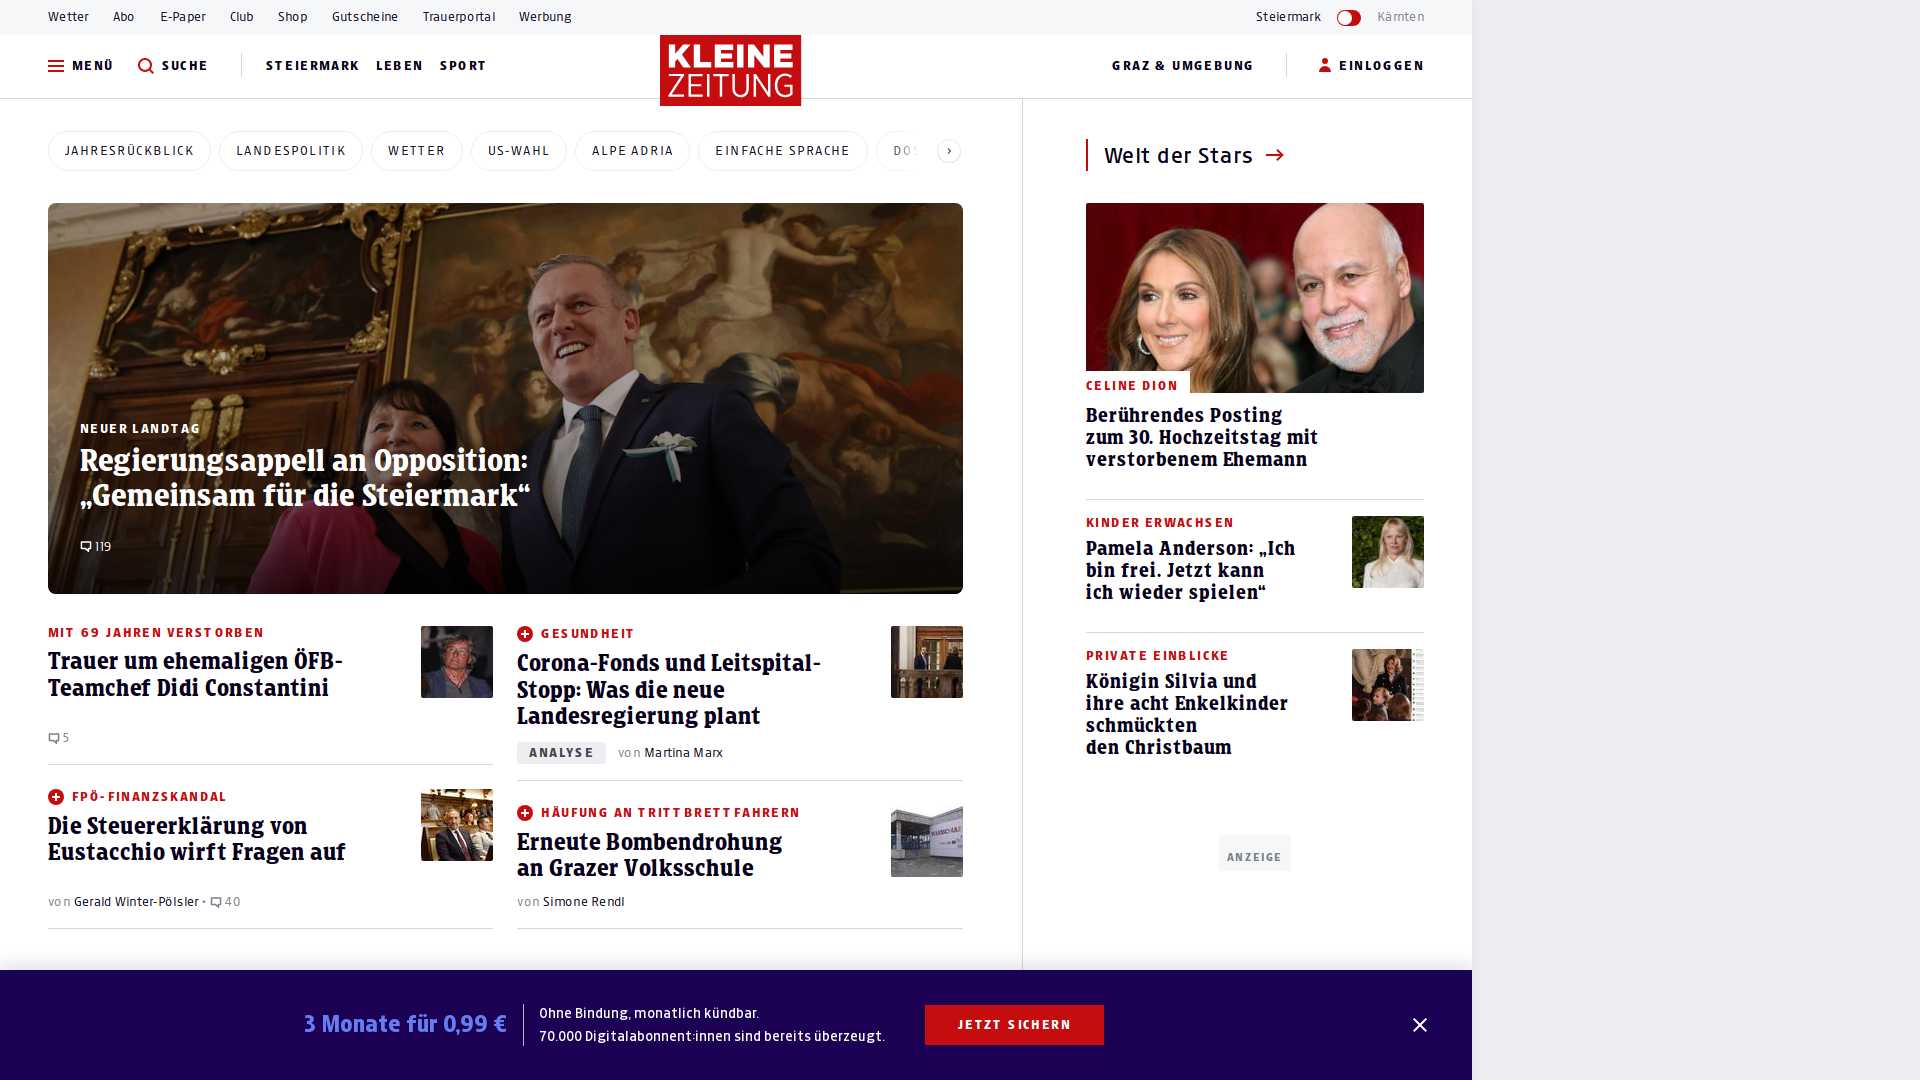 Wetter Abo E-Paper Club Shop Gutscheine Trauerportal Werbung
Steiermark Kärnten
MENÜ SUCHE STEIERMARK LEBEN SPORT
KLEINE
ZEITUNG
GRAZ & UMGEBUNG EINLOGGEN
JAHRESRÜCKBLICK LANDESPOLITIK WETTER US-WAHL ALPE ADRIA EINFACHE SPRACHE
NEUER LANDTAG
Regierungsappell an Opposition:
„Gemeinsam für die Steiermark“
119
MIT 69 JAHREN VERSTORBEN
Trauer um ehemaligen ÖFB-
Teamchef Didi Constantini
5
FPÖ-FINANZSKANDAL
Die Steuererklärung von
Eustacchio wirft Fragen auf
von Gerald Winter-Pölsler • 40
GESUNDHEIT
Corona-Fonds und Leitspital-
Stopp: Was die neue
Landesregierung plant
ANALYSE von Martina Marx
HÄUFUNG AN TRITTBRETTFAHRERN
Erneute Bombendrohung
an Grazer Volksschule
von Simone Rendl
Welt der Stars
CELINE DION
Berührendes Posting
zum 30. Hochzeitstag mit
verstorbenem Ehemann
KINDER ERWACHSEN
Pamela Anderson: „Ich
bin frei. Jetzt kann
ich wieder spielen“
PRIVATE EINBLICKE
Königin Silvia und
ihre acht Enkelkinder
schmückten
den Christbaum
ANZEIGE
3 Monate für 0,99 €
Ohne Bindung, monatlich kündbar.
70.000 Digitalabonnent:innen sind bereits überzeugt.
JETZT SICHERN